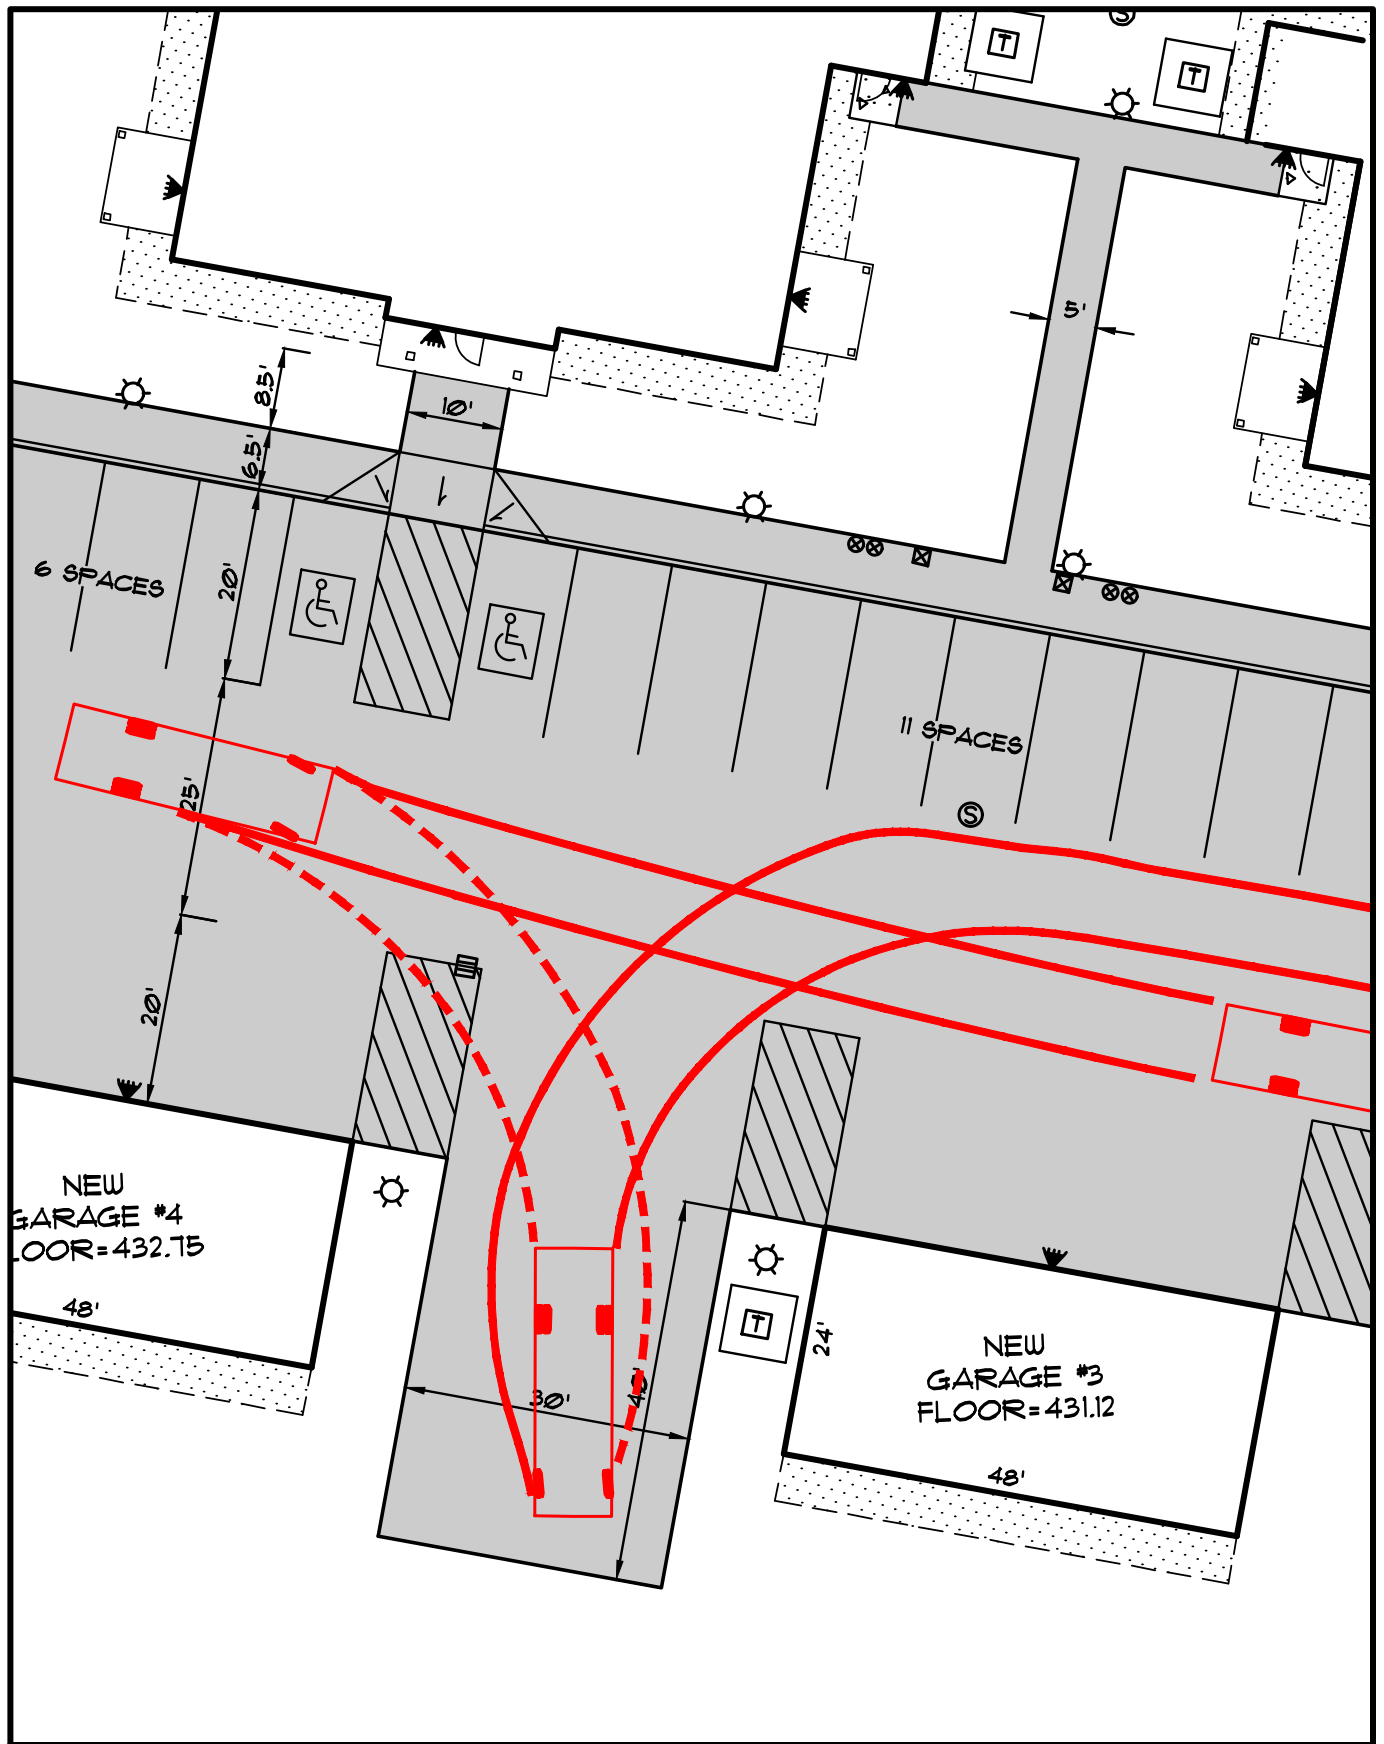 S
T
T
5'
8.5'
10'
6.5'
20'
6 SPACES
11 SPACES
S
25'
20'
NEW
GARAGE #4
LOOR=432.75
48'
T
24'
30'
40'
NEW
GARAGE #3
FLOOR=431.12
48'